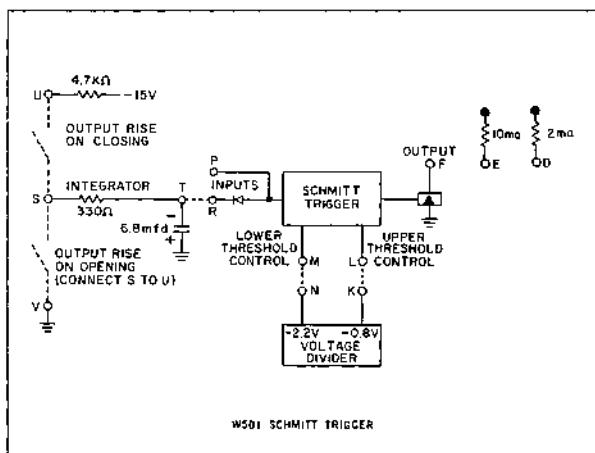 4.7KΩ
U
-15V
OUTPUT RISE
ON CLOSING
10ma
2ma
P
OUTPUT
F
E
D
INTEGRATOR
T
INPUTS
SCHMITT
TRIGGER
S
R
330Ω
6.8mfd
-
+
LOWER
THRESHOLD
CONTROL
UPPER
THRESHOLD
CONTROL
OUTPUT RISE
ON OPENING
(CONNECT S TO U)
M
L
N
K
V
-2.2V
-0.8V
VOLTAGE
DIVIDER
W501 SCHMITT TRIGGER